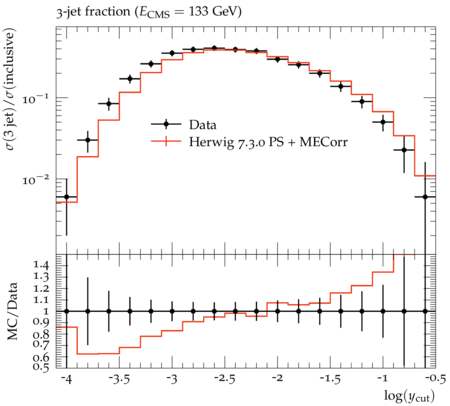 3-jet fraction (E_CMS = 133 GeV)
σ(3 jet)/σ(inclusive)
10⁻¹
10⁻²
Data
Herwig 7.3.0 PS + MECorr
MC/Data
1.4
1.3
1.2
1.1
1
0.9
0.8
0.7
0.6
0.5
-4 -3.5 -3 -2.5 -2 -1.5 -1 -0.5
log(y_cut)